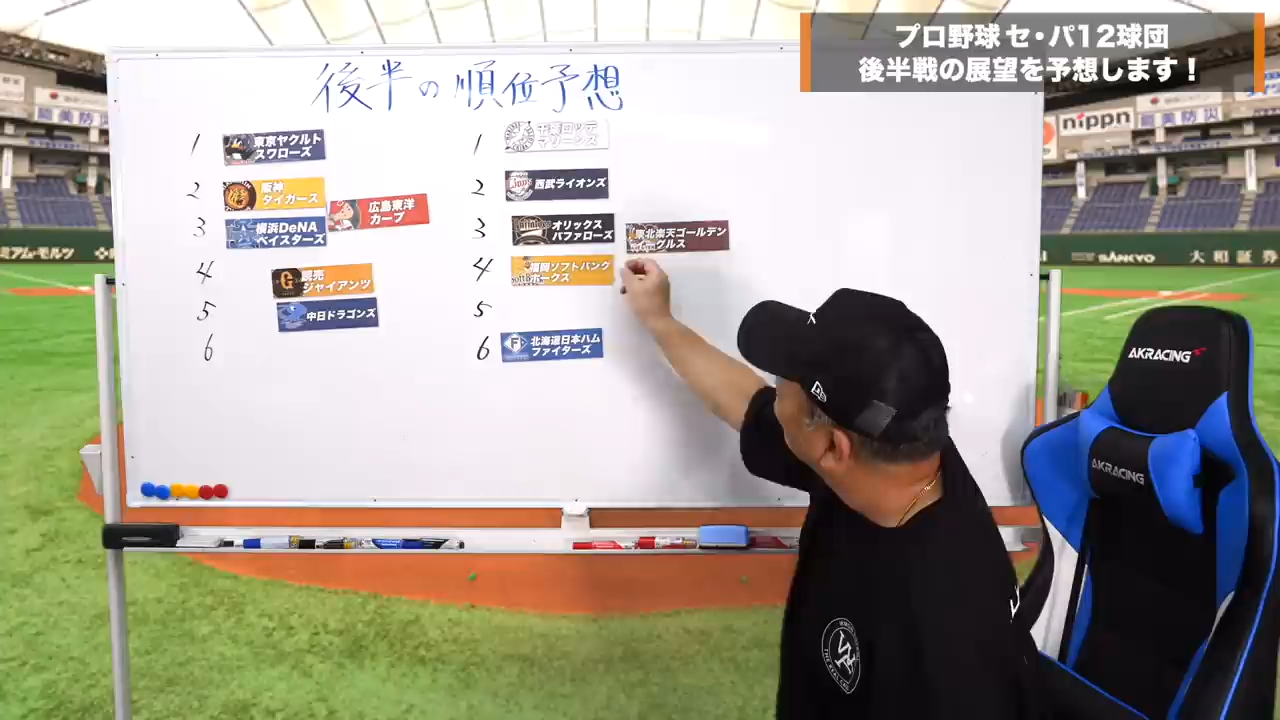 プロ野球 セ・パ12球団
後半戦の展望を予想します！
後半の順位予想
1 東京ヤクルト
スワローズ
2 阪神
タイガース
広島東洋
カープ
3 横浜DeNA
ベイスターズ
4 読売
ジャイアンツ
5 中日ドラゴンズ
6
1 千葉ロッテ
マリーンズ
2 西武ライオンズ
3 オリックス
バファローズ
東北楽天ゴールデン
イーグルス
4 福岡ソフトバンク
ホークス
5
6 北海道日本ハム
ファイターズ
nippn
SANKYO
大和証券
AKRACING
AKRACING